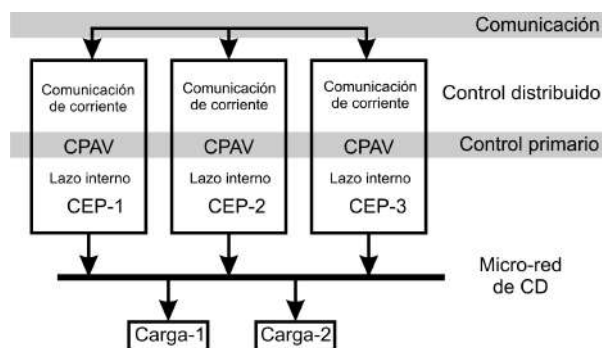 Comunicación
Comunicación
de corriente
Comunicación
de corriente
Comunicación
de corriente
Control distribuido
CPAV
CPAV
CPAV
Control primario
Lazo interno
Lazo interno
Lazo interno
CEP-1
CEP-2
CEP-3
Micro-red
de CD
Carga-1
Carga-2